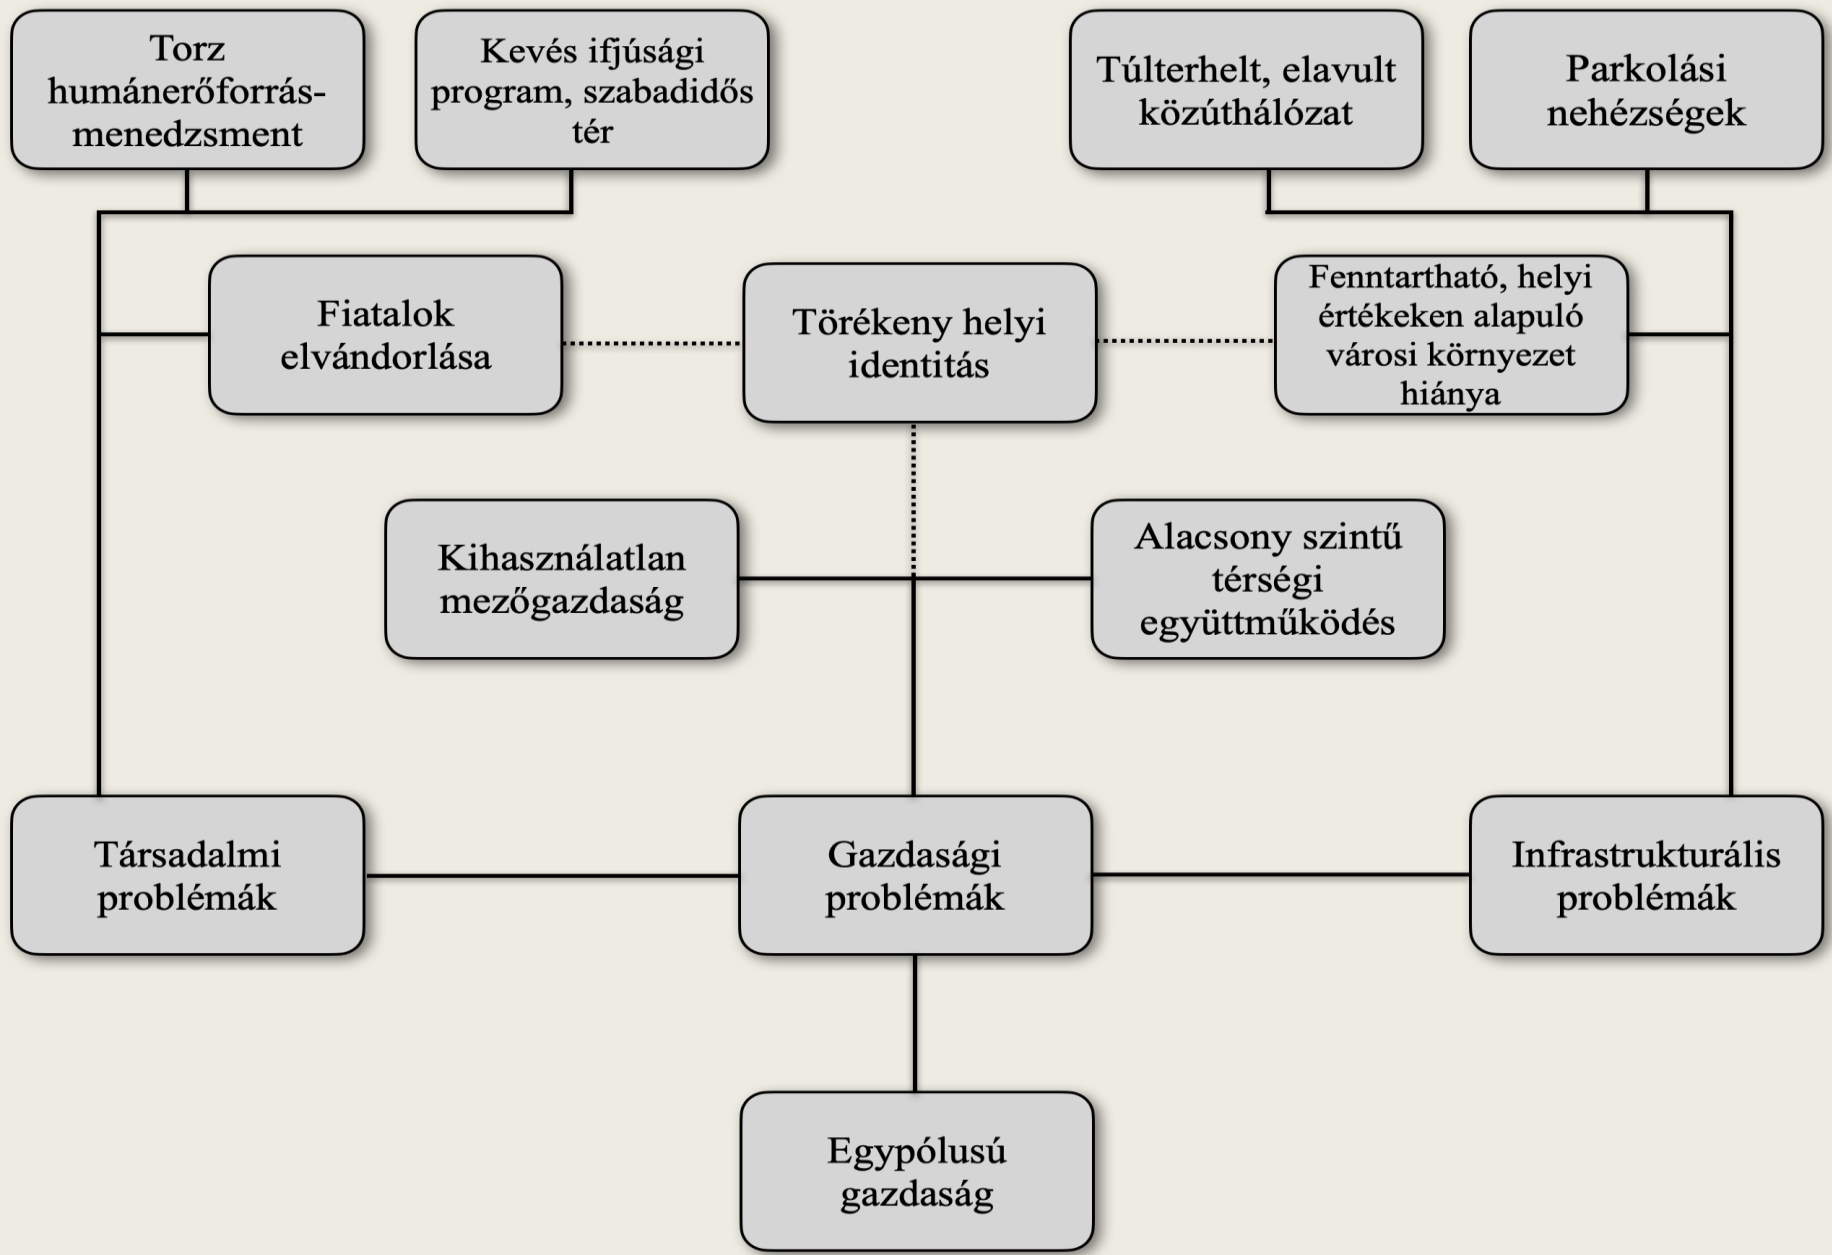 Torz
humánerőforrás-
menedzsment
Kevés ifjúsági
program, szabadidős
tér
Túlterhelt, elavult
közúthálózat
Parkolási
nehézségek
Fiatalok
elvándorlása
Törékeny helyi
identitás
Fenntartható, helyi
értékeken alapuló
városi környezet
hiánya
Kihasználatlan
mezőgazdaság
Alacsony szintű
térségi
együttműködés
Társadalmi
problémák
Gazdasági
problémák
Infrastrukturális
problémák
Egypólusú
gazdaság